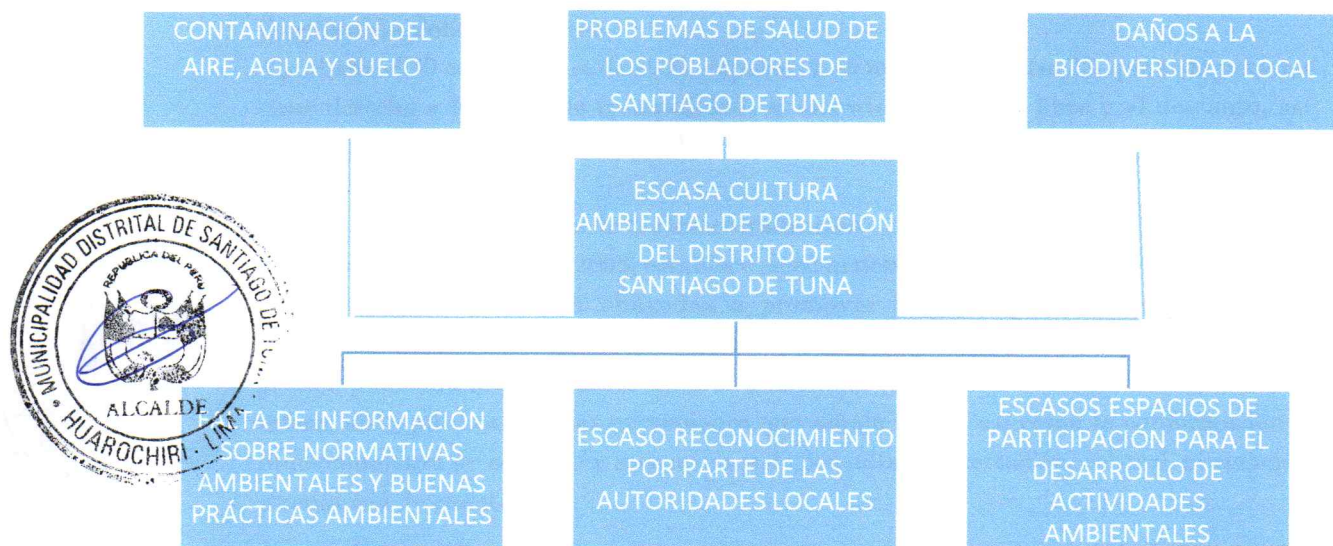 CONTAMINACIÓN DEL
AIRE, AGUA Y SUELO
PROBLEMAS DE SALUD DE
LOS POBLADORES DE
SANTIAGO DE TUNA
DAÑOS A LA
BIODIVERSIDAD LOCAL
ESCASA CULTURA
AMBIENTAL DE POBLACIÓN
DEL DISTRITO DE
SANTIAGO DE TUNA
MUNICIPALIDAD DISTRITAL DE SANTIAGO DE
REPUBLICA DEL PERU
ALCALDE
HUAROCHIRI - LIMA
DE INFORMACIÓN
SOBRE NORMATIVAS
AMBIENTALES Y BUENAS
PRÁCTICAS AMBIENTALES
ESCASO RECONOCIMIENTO
POR PARTE DE LAS
AUTORIDADES LOCALES
ESCASOS ESPACIOS DE
PARTICIPACIÓN PARA EL
DESARROLLO DE
ACTIVIDADES
AMBIENTALES